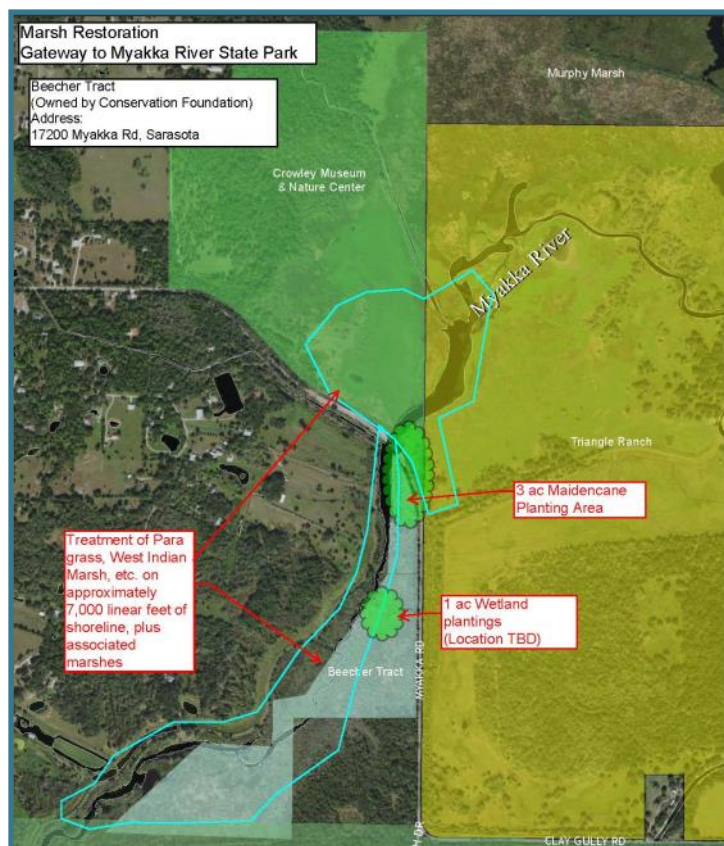 Marsh Restoration
Gateway to Myakka River State Park
Beecher Tract
(Owned by Conservation Foundation)
Address:
17200 Myakka Rd, Sarasota
Murphy Marsh
Crowley Museum
& Nature Center
Myakka River
Triangle Ranch
3 ac Maidencane
Planting Area
Treatment of Para
grass, West Indian
Marsh, etc. on
approximately
7,000 linear feet of
shoreline, plus
associated
marshes
1 ac Wetland
plantings
(Location TBD)
Beecher Tract
MYAKKA RD
CLAY GULLY RD